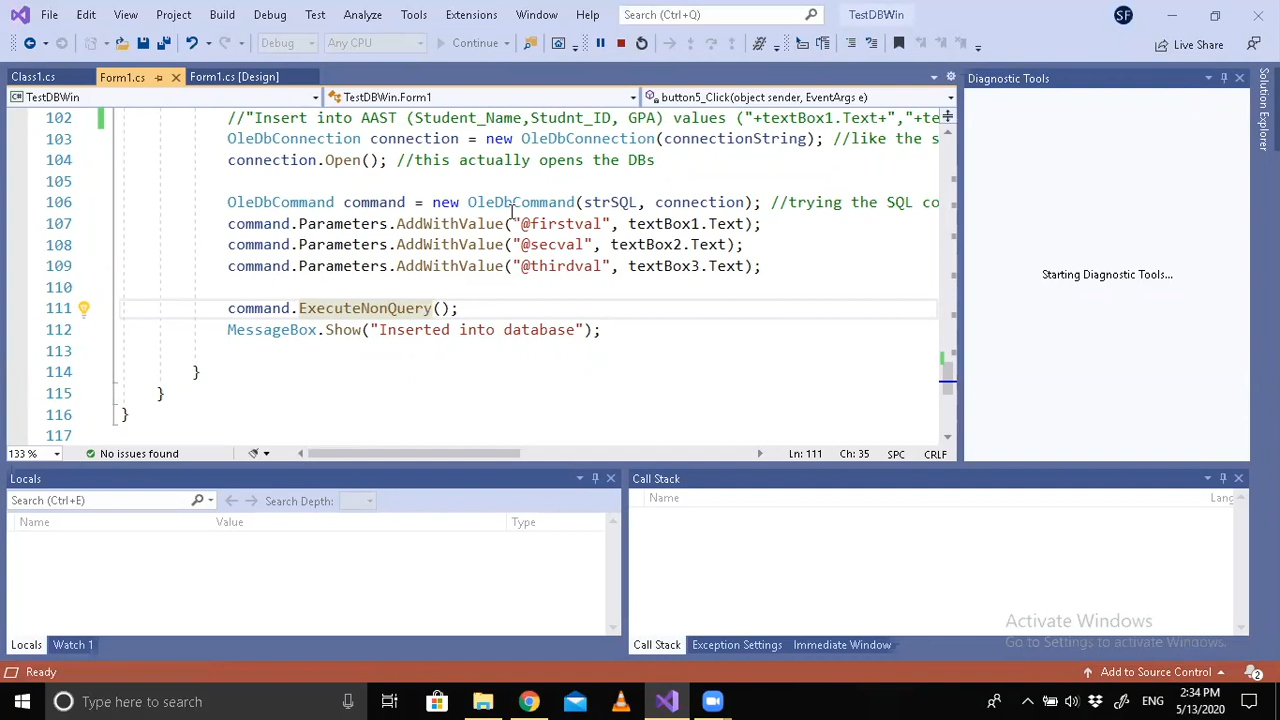 File Edit View Project Build Debug Test Analyze Tools Extensions Window Help Search (Ctrl+Q) TestDBWin SF
Debug Any CPU Continue Live Share
Class1.cs Form1.cs Form1.cs [Design] Diagnostic Tools
TestDBWin TestDBWin.Form1 button5_Click(object sender, EventArgs e)
102 //"Insert into AAST (Student_Name,Studnt_ID, GPA) values ("+textBox1.Text+","+te
103 OleDbConnection connection = new OleDbConnection(connectionString); //like the s
104 connection.Open(); //this actually opens the DBs
105
106 OleDbCommand command = new OleDbCommand(strSQL, connection); //trying the SQL co
107 command.Parameters.AddWithValue("@firstval", textBox1.Text);
108 command.Parameters.AddWithValue("@secval", textBox2.Text);
109 command.Parameters.AddWithValue("@thirdval", textBox3.Text);
110
111 command.ExecuteNonQuery();
112 MessageBox.Show("Inserted into database");
113
114 }
115 }
116 }
117
Starting Diagnostic Tools...
Solution Explorer
133 % No issues found Ln: 111 Ch: 35 SPC CRLF
Locals
Search (Ctrl+E) Search Depth:
Name Value Type
Call Stack
Name Lang
Activate Windows
Go to Settings to activate Windows.
Locals Watch 1 Call Stack Exception Settings Immediate Window
Ready Add to Source Control 2
Type here to search ENG 2:34 PM
5/13/2020